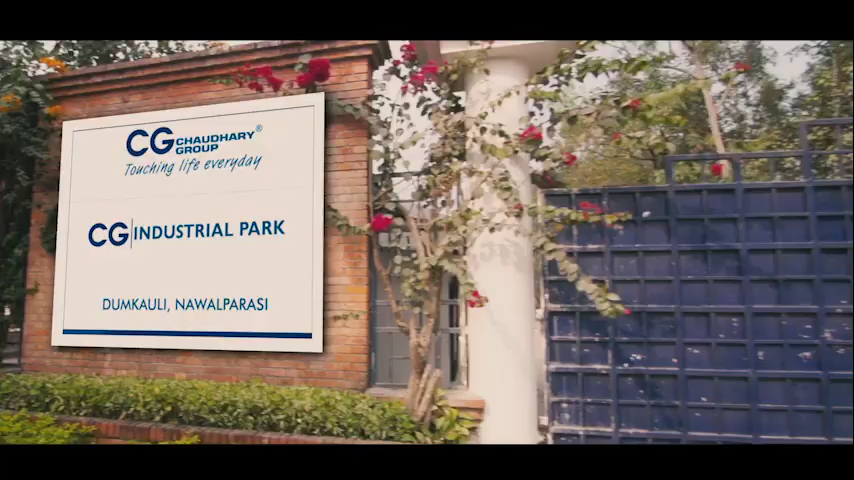 CG CHAUDHARY GROUP®
Touching life everyday
CG|INDUSTRIAL PARK
DUMKAULI, NAWALPARASI